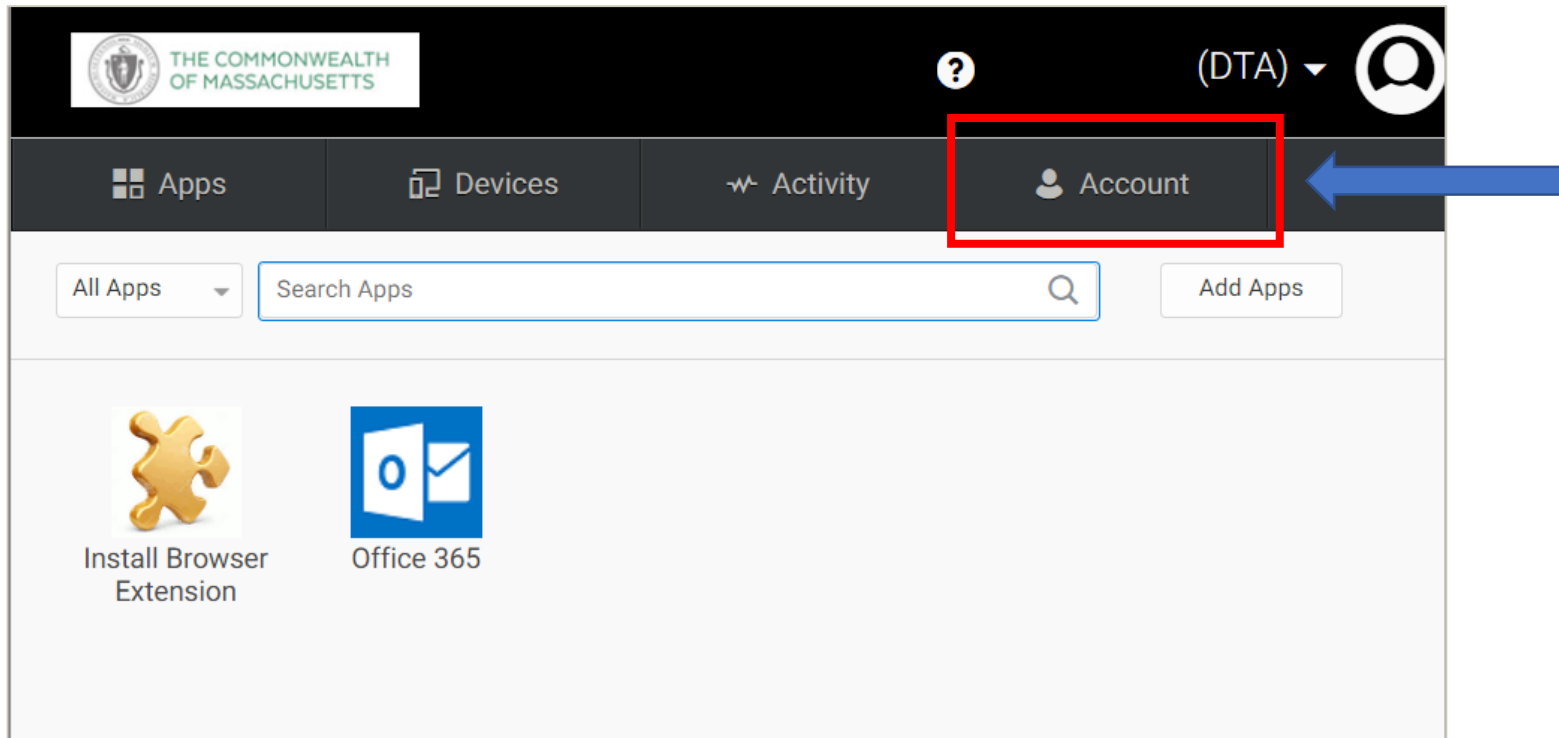 THE COMMONWEALTH
OF MASSACHUSETTS
?
(DTA)
Apps
Devices
Activity
Account
All Apps
Search Apps
Add Apps
Install Browser
Extension
Office 365